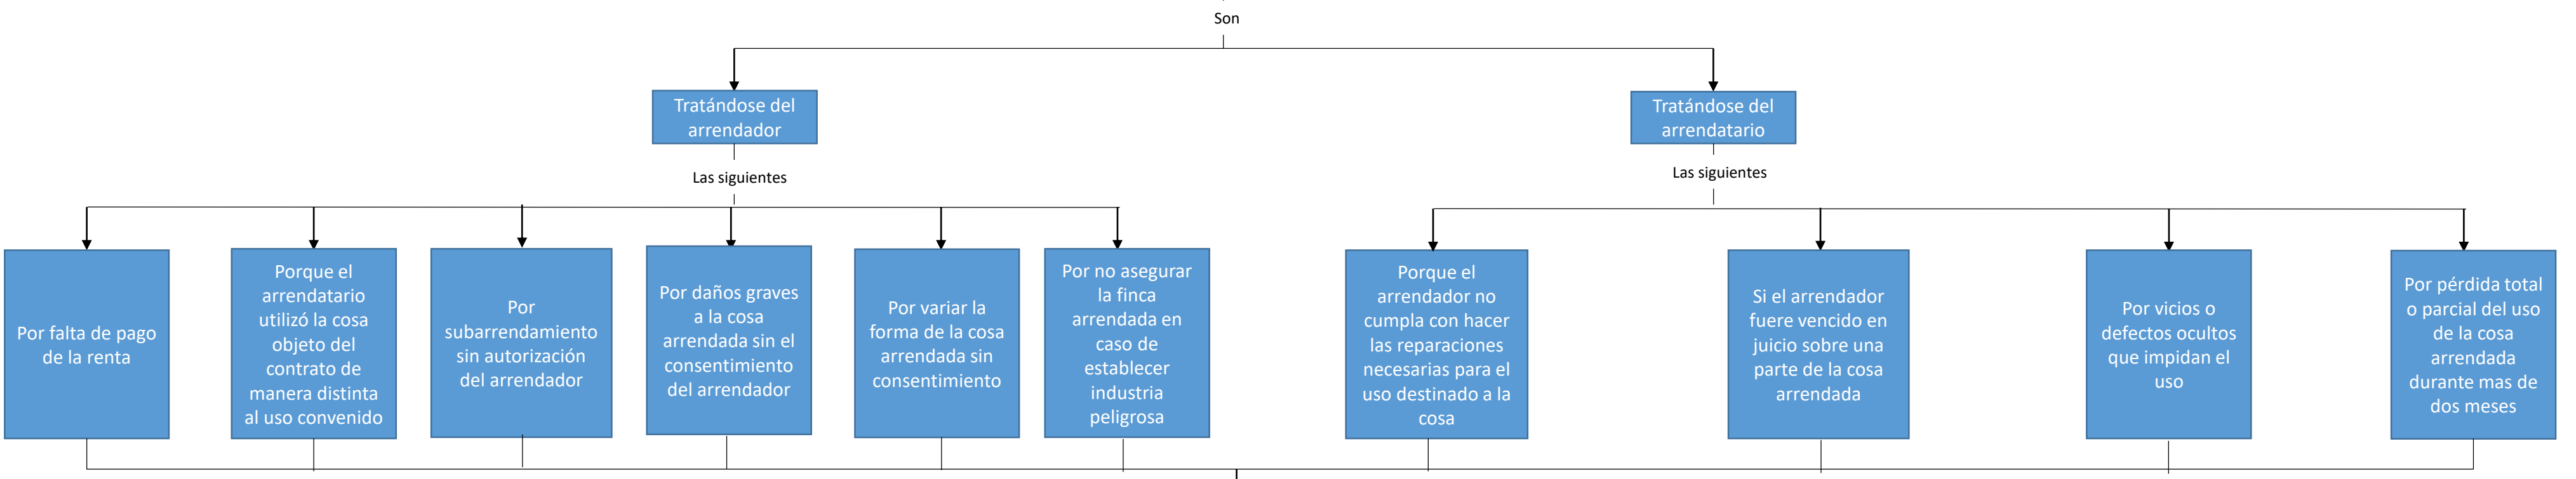 Son
Tratándose del
arrendador
Tratándose del
arrendatario
Las siguientes
Las siguientes
Por falta de pago
de la renta
Porque el
arrendatario
utilizó la cosa
objeto del
contrato de
manera distinta
al uso convenido
Por
subarrendamiento
sin autorización
del arrendador
Por daños graves
a la cosa
arrendada sin el
consentimiento
del arrendador
Por variar la
forma de la cosa
arrendada sin
consentimiento
Por no asegurar
la finca
arrendada en
caso de
establecer
industria
peligrosa
Porque el
arrendador no
cumpla con hacer
las reparaciones
necesarias para el
uso destinado a la
cosa
Si el arrendador
fuere vencido en
juicio sobre una
parte de la cosa
arrendada
Por vicios o
defectos ocultos
que impidan el
uso
Por pérdida total
o parcial del uso
de la cosa
arrendada
durante mas de
dos meses